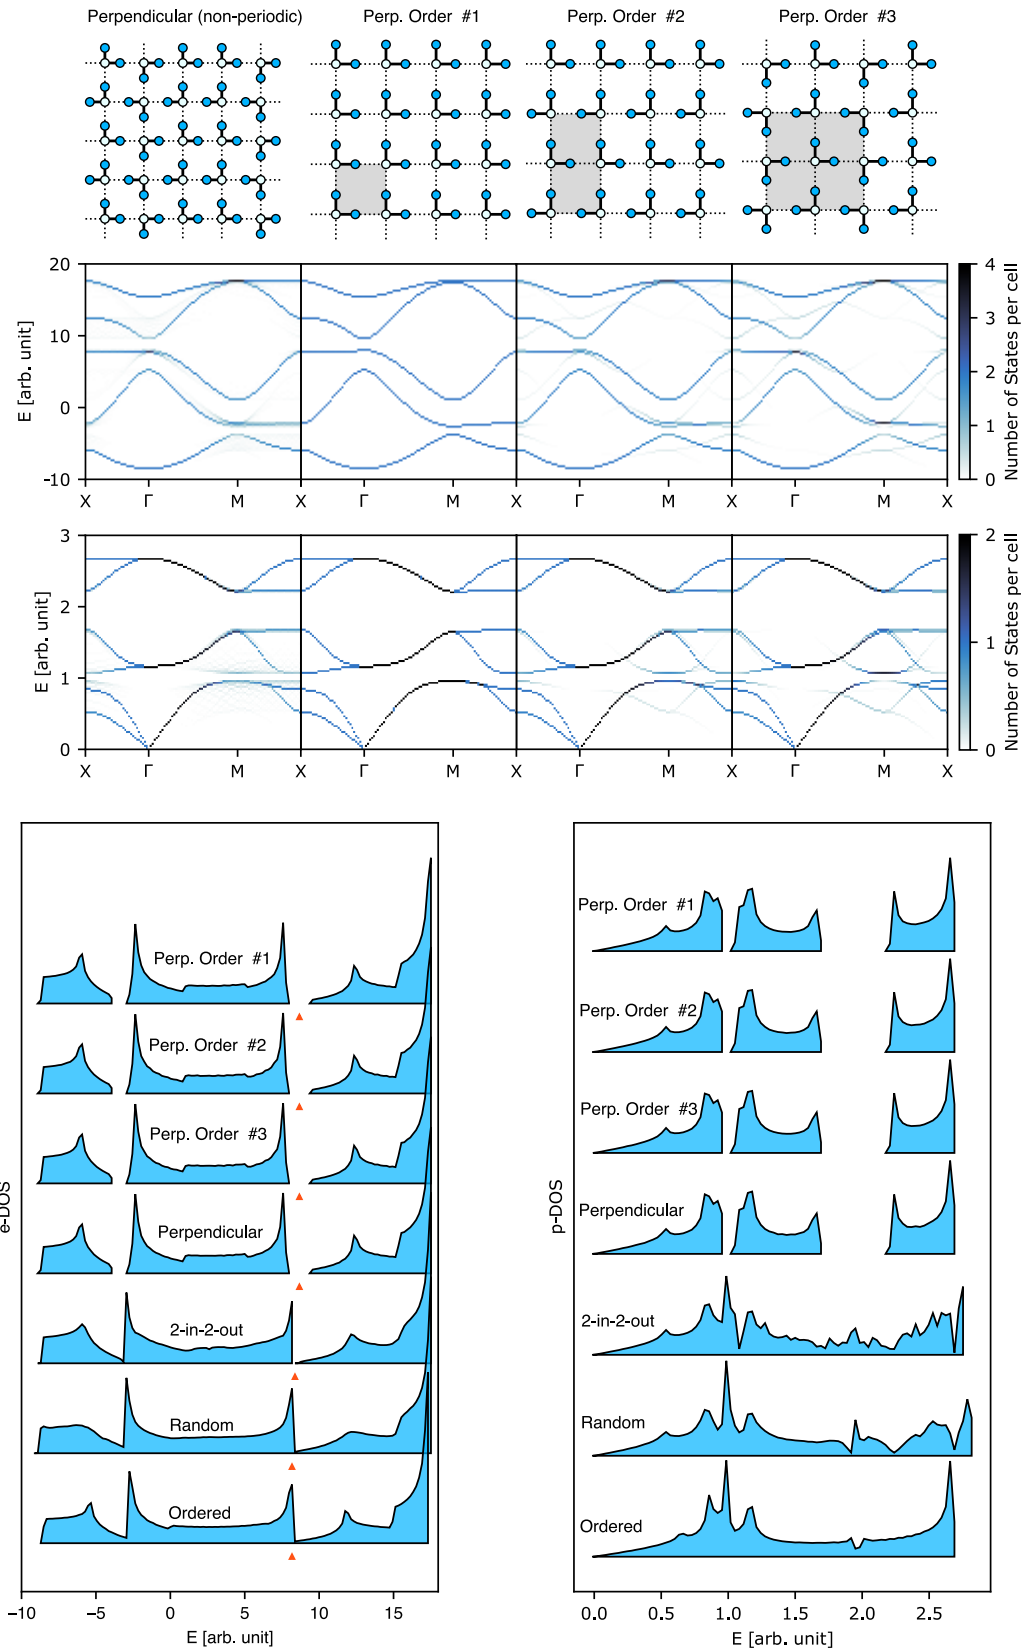 Perpendicular (non-periodic)
Perp. Order #1
Perp. Order #2
Perp. Order #3
20
10
0
-10
E [arb. unit]
X Γ M X Γ M X Γ M X Γ M X
4
3
2
1
0
Number of States per cell
3
2
1
0
E [arb. unit]
X Γ M X Γ M X Γ M X Γ M X
2
1
0
Number of States per cell
e-DOS
Perp. Order #1
Perp. Order #2
Perp. Order #3
Perpendicular
2-in-2-out
Random
Ordered
−10 −5 0 5 10 15
E [arb. unit]
p-DOS
Perp. Order #1
Perp. Order #2
Perp. Order #3
Perpendicular
2-in-2-out
Random
Ordered
0.0 0.5 1.0 1.5 2.0 2.5
E [arb. unit]